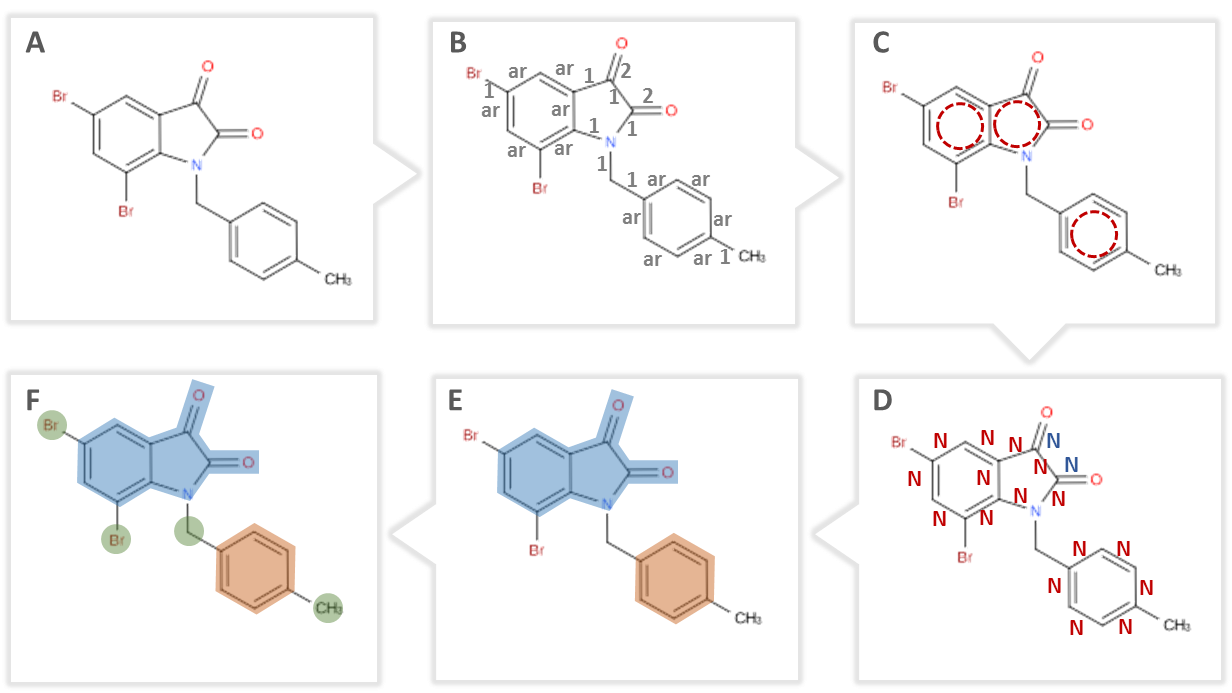 A
O
Br
O
N
Br
CH₃
B
O
Br ar ar 1 2
1 1 2 O
ar ar 1
1 N
ar ar
1
Br 1 ar ar
ar ar
ar ar 1 CH₃
C
O
Br
O
N
Br
CH₃
F
O
Br
O
N
Br
CH₃
E
O
Br
O
N
Br
CH₃
D
O
Br N N N N
N N N N O
N N
N N N
Br
N N
N N
N N CH₃